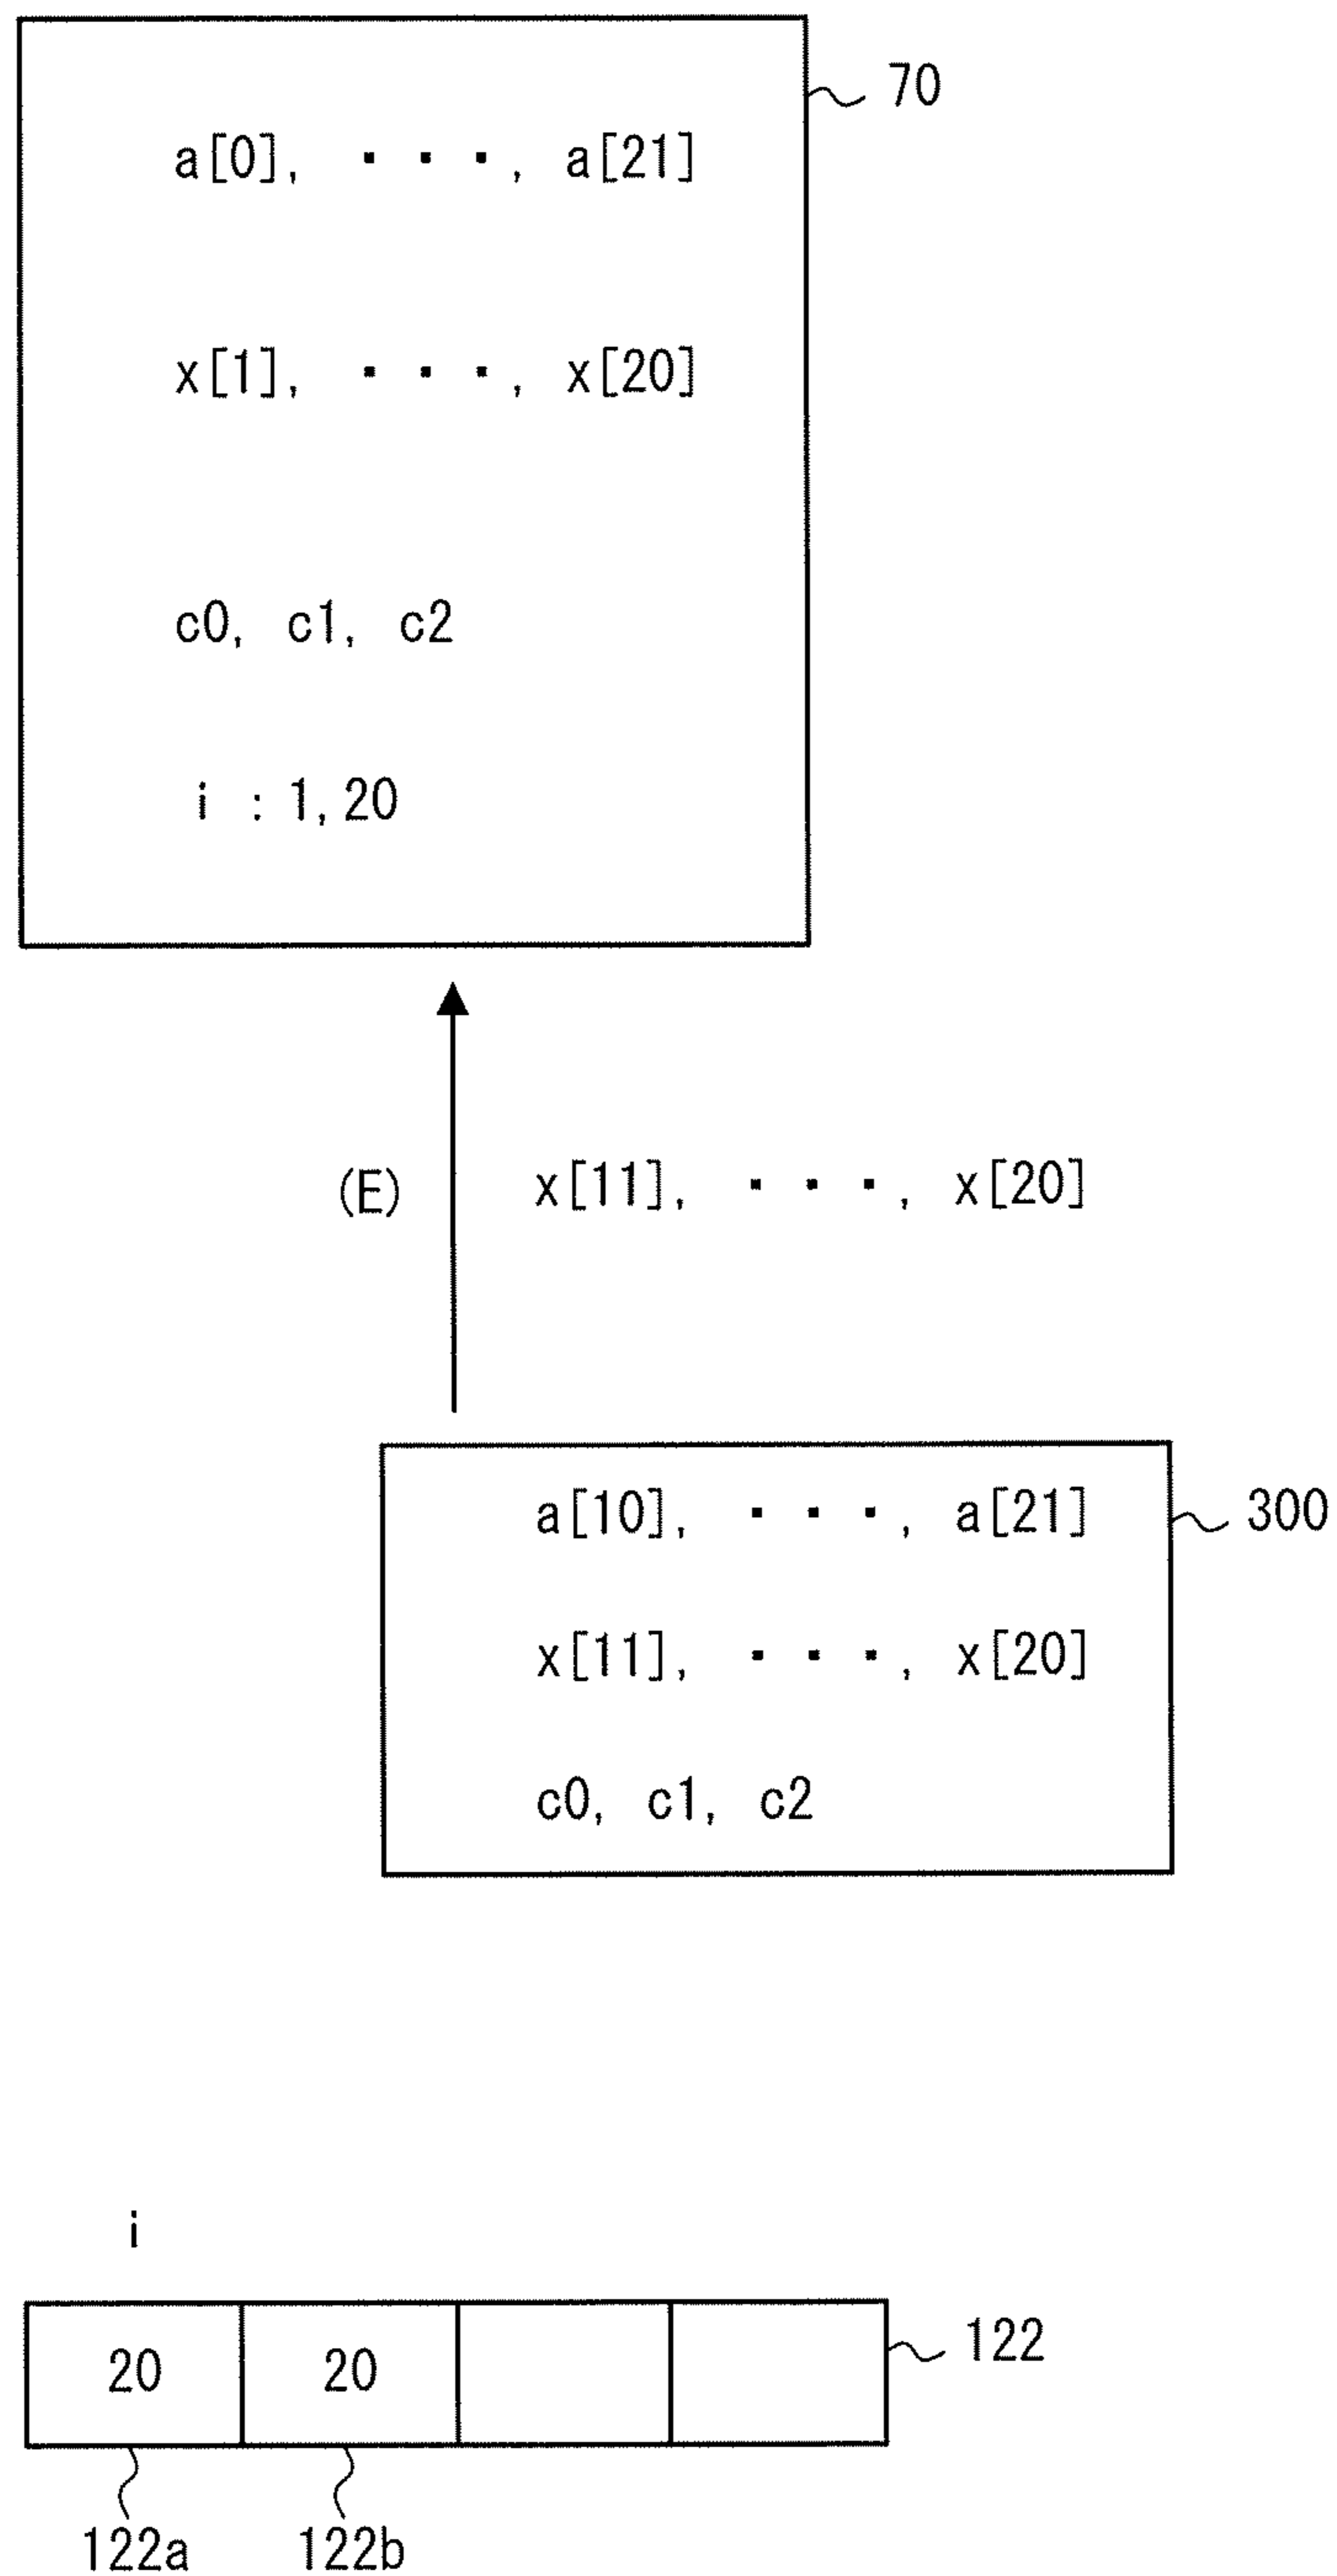 70
a[0], ···, a[21]
x[1], ···, x[20]
c0, c1, c2
i : 1, 20
(E) x[11], ···, x[20]
a[10], ···, a[21]
300
x[11], ···, x[20]
c0, c1, c2
i
20 20
122
122a 122b